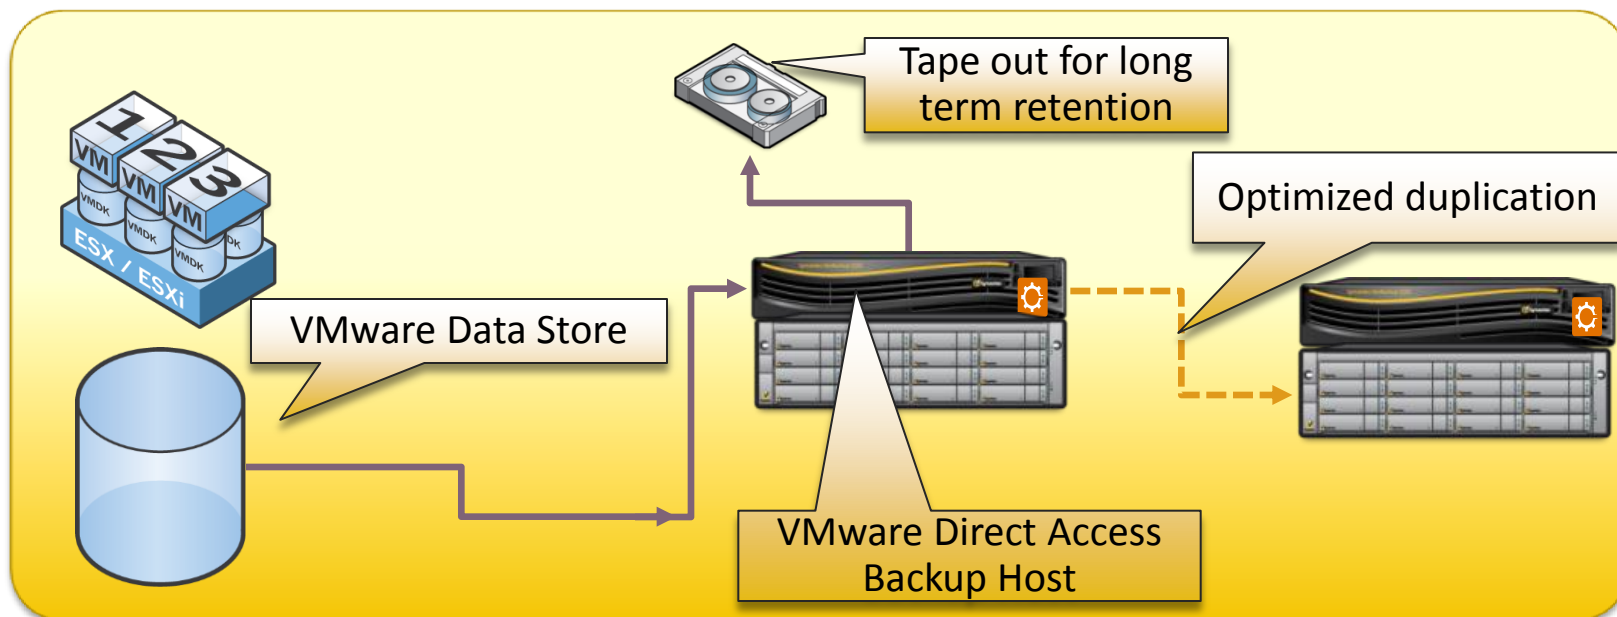 Tape out for long
term retention
1
2
3
VM
VM
VM
VMDK
VMDK
VMDK
VMDK
ESX / ESXi
Optimized duplication
VMware Data Store
VMware Direct Access
Backup Host